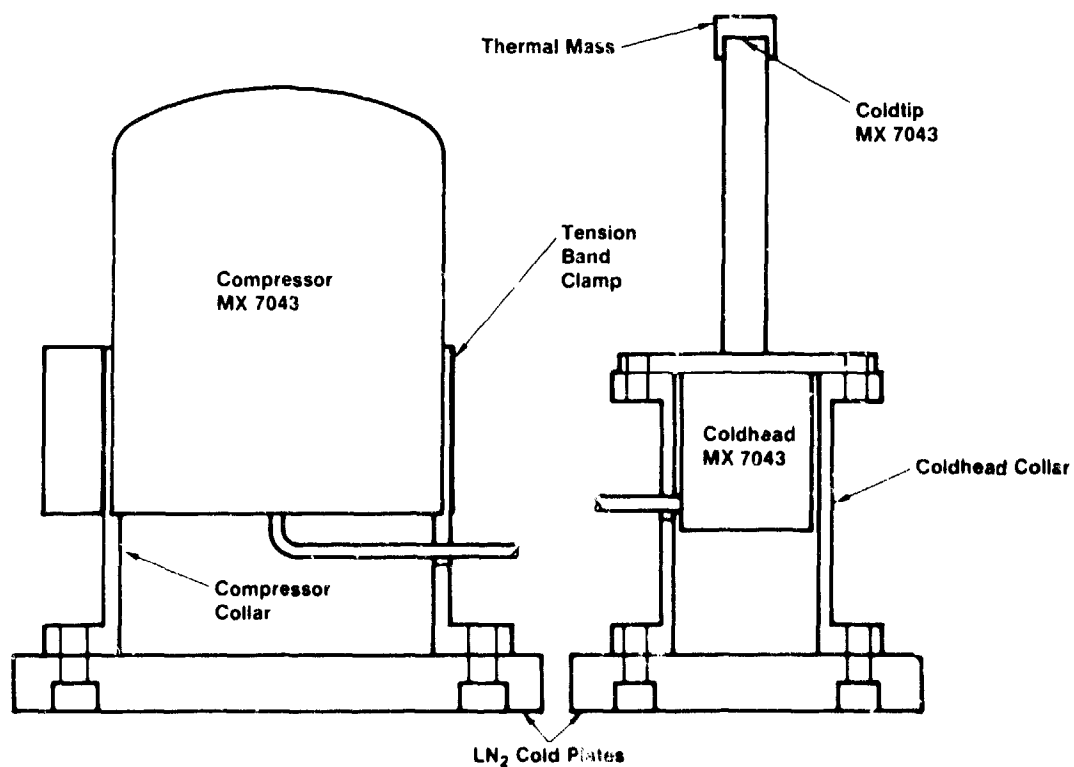 Thermal Mass
Coldtip
MX 7043
Tension
Band
Clamp
Compressor
MX 7043
Coldhead
MX 7043
Coldhead Collar
Compressor
Collar
LN₂ Cold Plates